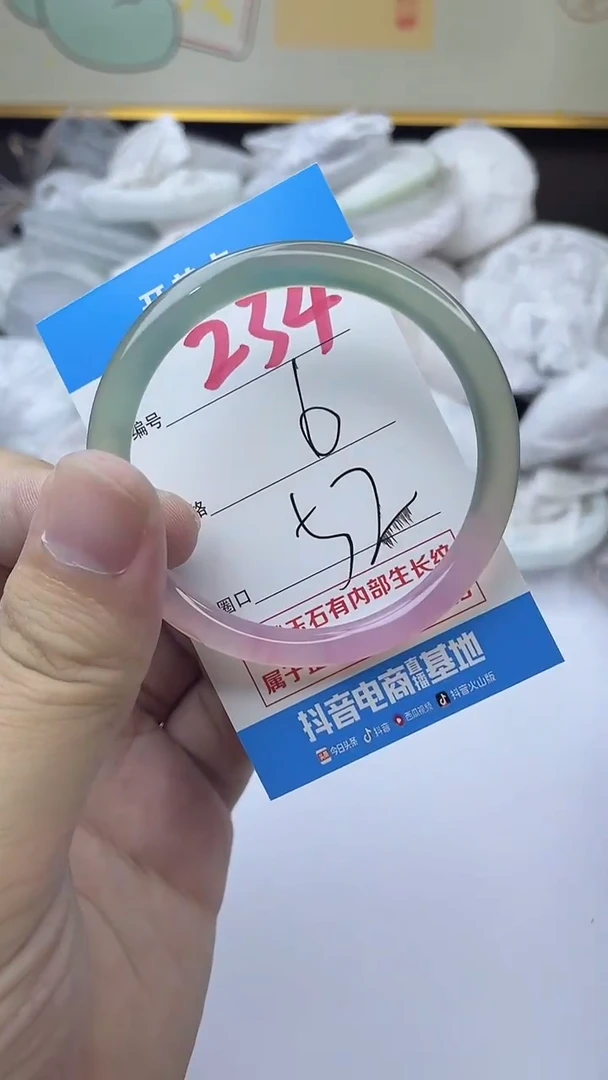 234
编号
6
格
52
圈口
玉石有内部生长纹
属于正
抖音电商直播基地
今日头条 抖音 西瓜视频 抖音火山版